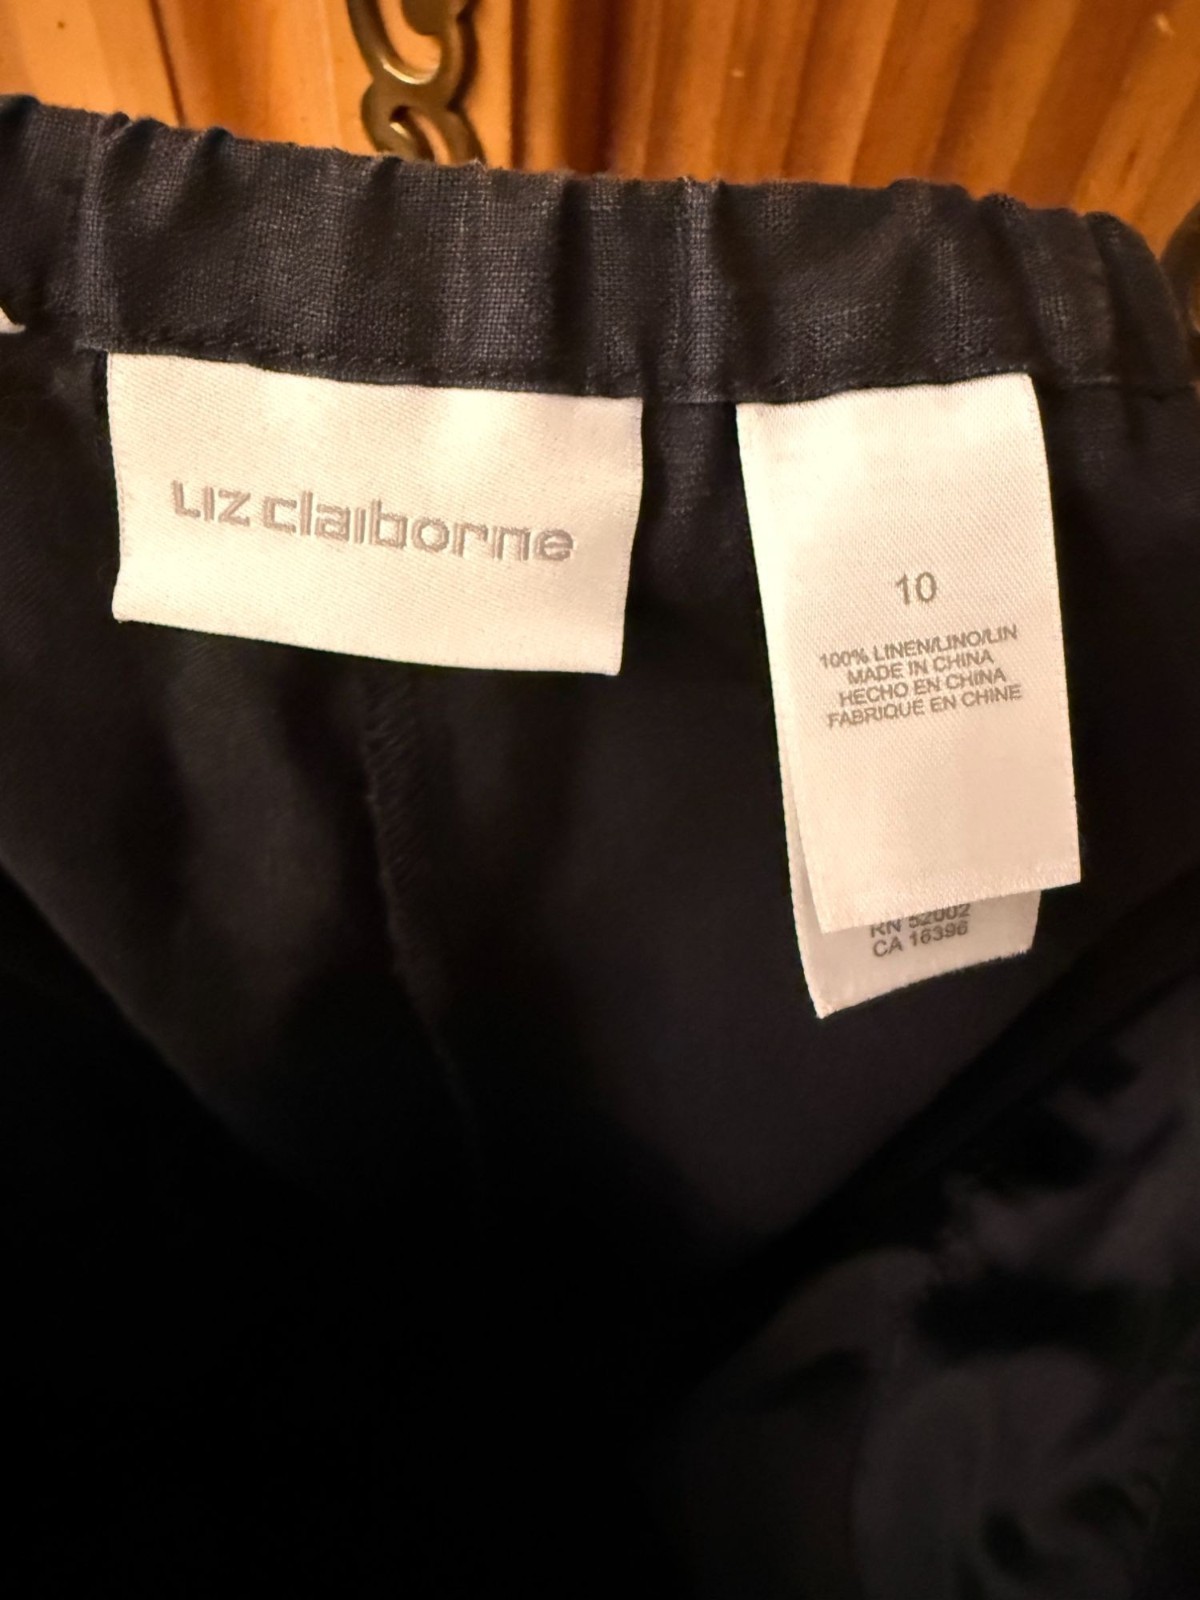 LIZ claiborne
10
100% LINEN/LINO/LIN
MADE IN CHINA
HECHO EN CHINA
FABRIQUE EN CHINE
RN 52002
CA 16396